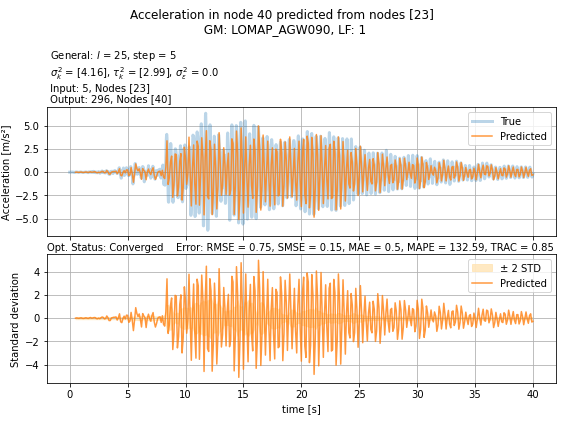 Acceleration in node 40 predicted from nodes [23]
GM: LOMAP_AGW090, LF: 1
General: l = 25, step = 5
σ²ₖ = [4.16], τ²ₖ = [2.99], σ²ε = 0.0
Input: 5, Nodes [23]
Output: 296, Nodes [40]
Acceleration [m/s²]
5.0
2.5
0.0
−2.5
−5.0
True
Predicted
Opt. Status: Converged Error: RMSE = 0.75, SMSE = 0.15, MAE = 0.5, MAPE = 132.59, TRAC = 0.85
Standard deviation
4
2
0
−2
−4
± 2 STD
Predicted
0 5 10 15 20 25 30 35 40
time [s]